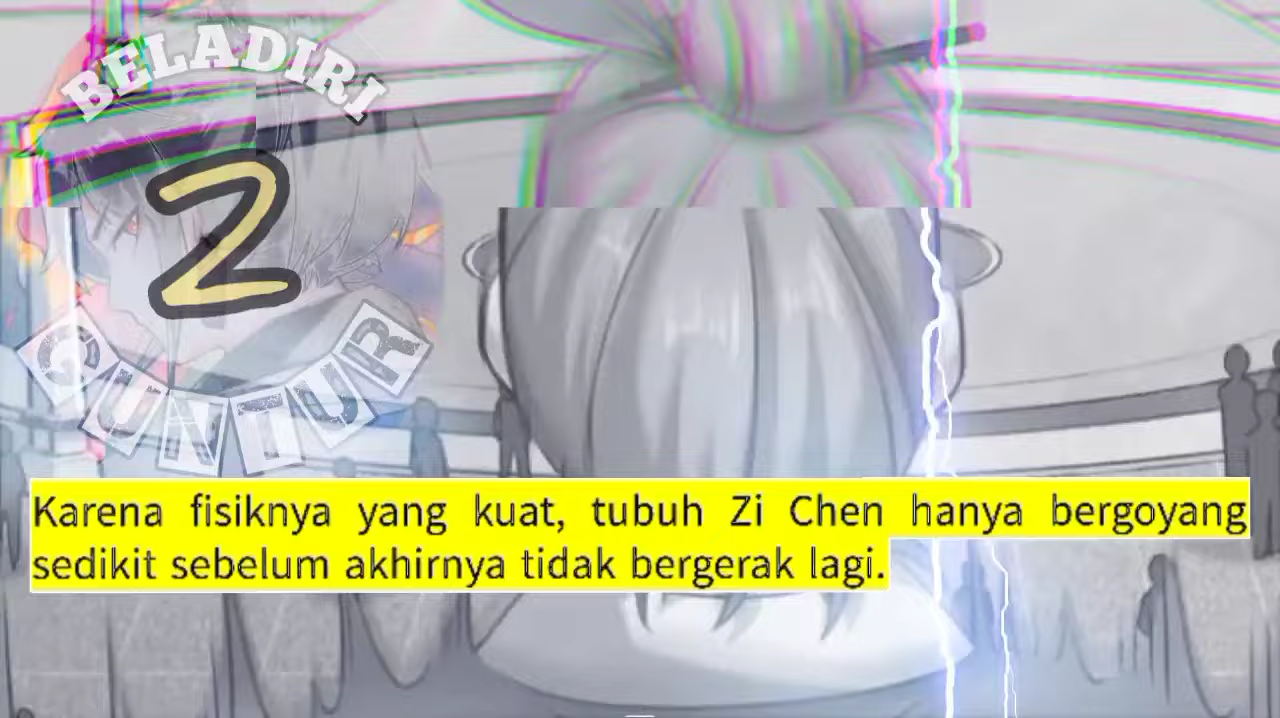 BELADIRI
2
GUNTUR
Karena fisiknya yang kuat, tubuh Zi Chen hanya bergoyang
sedikit sebelum akhirnya tidak bergerak lagi.